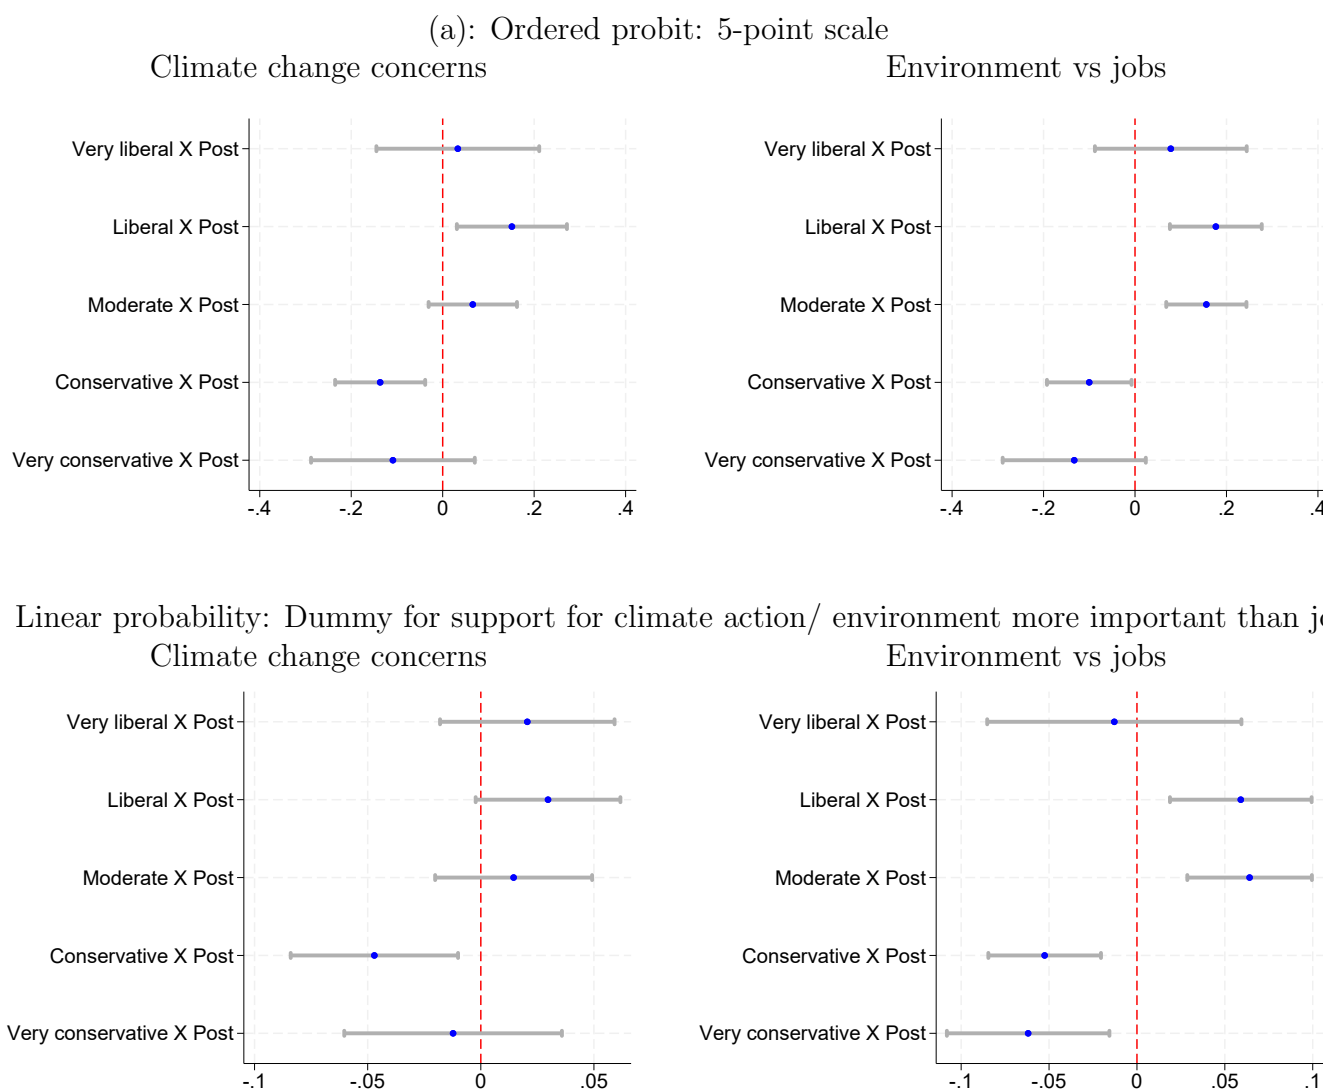 (a): Ordered probit: 5-point scale
Climate change concerns
Very liberal X Post
Liberal X Post
Moderate X Post
Conservative X Post
Very conservative X Post
-.4 -.2 0 .2 .4
Environment vs jobs
Very liberal X Post
Liberal X Post
Moderate X Post
Conservative X Post
Very conservative X Post
-.4 -.2 0 .2 .4
Linear probability: Dummy for support for climate action/ environment more important than
Climate change concerns
Very liberal X Post
Liberal X Post
Moderate X Post
Conservative X Post
Very conservative X Post
-.1 -.05 0 .05
Environment vs jobs
Very liberal X Post
Liberal X Post
Moderate X Post
Conservative X Post
Very conservative X Post
-.1 -.05 0 .05 .1